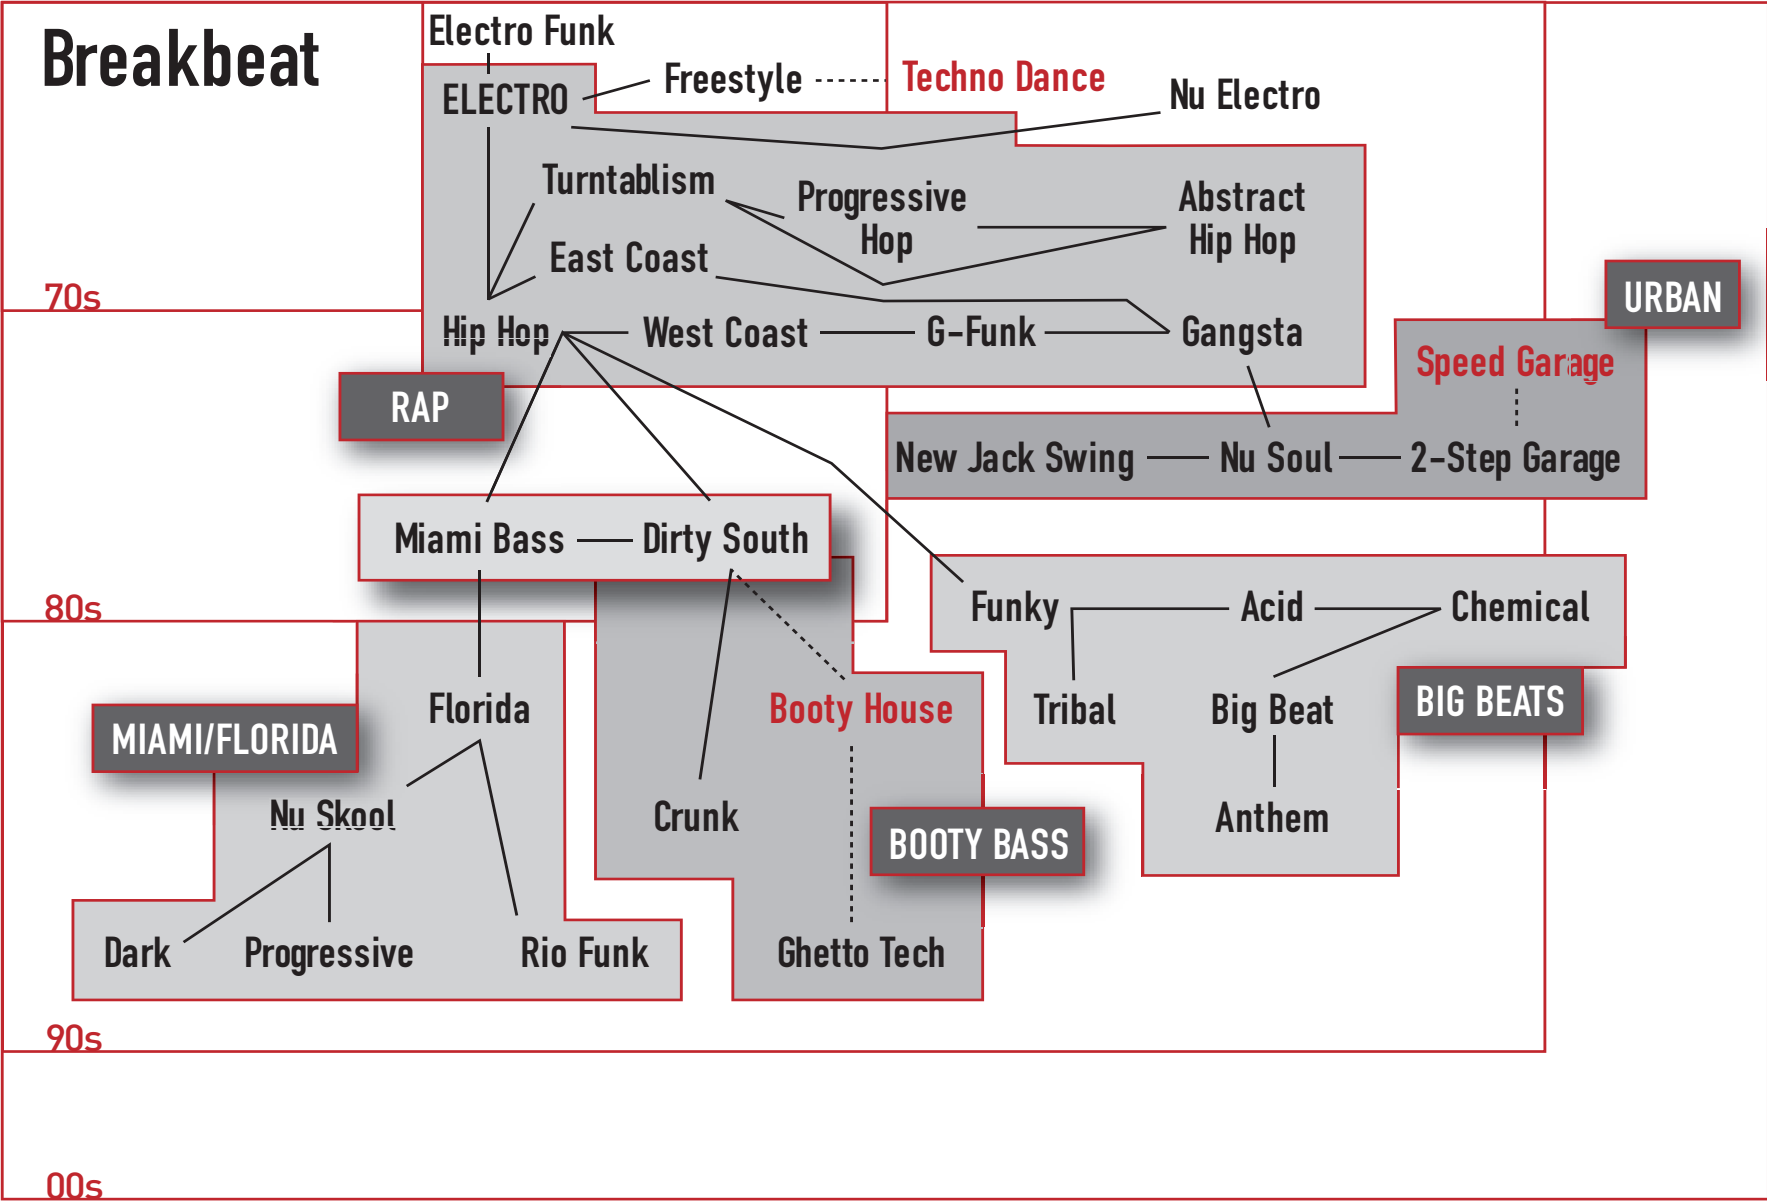 Breakbeat
Electro Funk
ELECTRO
Freestyle
Techno Dance
Nu Electro
Turntablism
Progressive
Hop
Abstract
Hip Hop
East Coast
70s
URBAN
Hip Hop
West Coast
G-Funk
Gangsta
Speed Garage
RAP
New Jack Swing
Nu Soul
2-Step Garage
Miami Bass
Dirty South
80s
Funky
Acid
Chemical
Florida
Booty House
Tribal
Big Beat
BIG BEATS
MIAMI/FLORIDA
Nu Skool
Crunk
Anthem
BOOTY BASS
Dark
Progressive
Rio Funk
Ghetto Tech
90s
00s